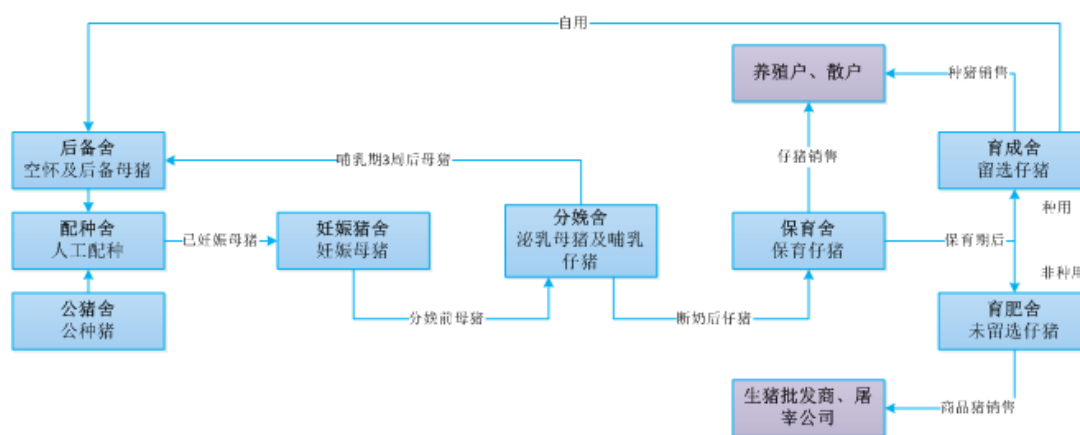 自用
养殖户、散户
种猪销售
后备舍
空怀及后备母猪
哺乳期3周后母猪
仔猪销售
育成舍
留选仔猪
配种舍
人工配种
已妊娠母猪
妊娠猪舍
妊娠母猪
分娩舍
泌乳母猪及哺乳
仔猪
保育舍
保育仔猪
保育期后
种用
非种用
公猪舍
公种猪
分娩前母猪
断奶后仔猪
育肥舍
未留选仔猪
生猪批发商、屠
宰公司
商品猪销售